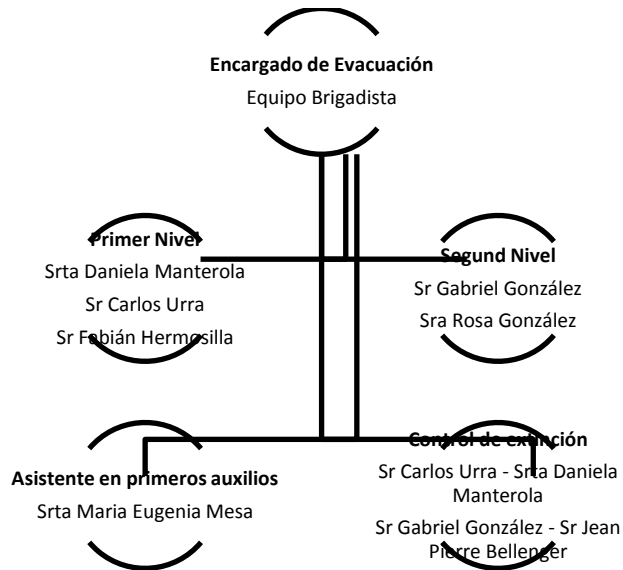 Encargado de Evacuación
Equipo Brigadista
Primer Nivel
Srta Daniela Manterola
Sr Carlos Urra
Sr Fabián Hermosilla
Segund Nivel
Sr Gabriel González
Sra Rosa González
Asistente en primeros auxilios
Srta Maria Eugenia Mesa
Control de extinción
Sr Carlos Urra - Srta Daniela
Manterola
Sr Gabriel González - Sr Jean
Pierre Bellenger